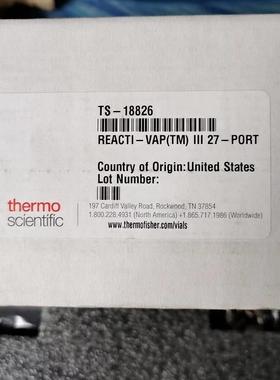 TS-18826
REACTI-VAP(TM) III 27-PORT
Country of Origin:United States
Lot Number:
thermo
scientific
197 Cardiff Valley Road, Rockwood, TN 37854
1.800.228.4931 (North America) +1.865.717.1986 (Worldwide)
www.thermofisher.com/vials